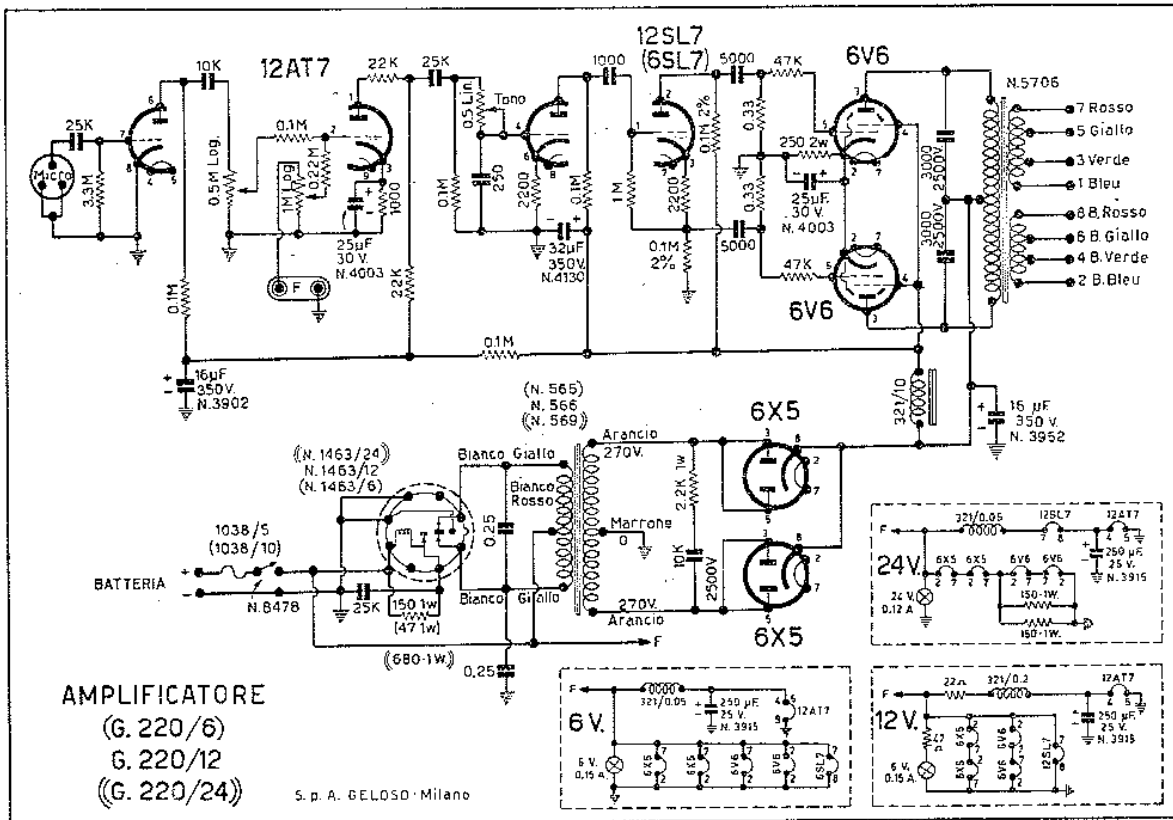 12AT7
12SL7
(6SL7)
6V6
N.5706
7 Rosso
5 Giallo
3 Verde
1 Bleu
8 B. Rosso
6 B. Giallo
4 B. Verde
2 B. Bleu
10K
22K
25K
1000
5000
47K
25K
Micro
3.3M
0.5M Log.
0.1M
1M Log
0.22M
1000
25µF
30 V.
N.4003
F
0.5 Lin.
Tono
0.1M
250
2200
0.1M
32µF
350V.
N.4130
1M
2200
0.1M 2%
0.1M
2%
5000
0.33
0.33
250 2w
25µF.
30 V.
N.4003
47K
6V6
3000
2500V
3000
2500V
0.1M
22K
0.1M
16µF
350V.
N.3902
321/10
16 µF.
350 V.
N. 3952
(N. 565)
N. 566
((N. 569))
((N. 1463/24))
N. 1463/12
(N. 1463/6)
Bianco Giallo
Bianco
Rosso
Bianco Giallo
0.25
Arancio
270V.
Marrone
0
270V.
Arancio
2.2K 1w
10K
2500V
6X5
6X5
1038/5
(1038/10)
BATTERIA
+
-
N.8478
25K
150 1w
(47 1w)
((680-1w.))
0.25
F
AMPLIFICATORE
(G. 220/6)
G. 220/12
((G. 220/24))
S. p. A. GELOSO · Milano
F
321/0.05
12SL7
12AT7
250 µF.
25 V.
N. 3915
24V.
6X5
6X5
6V6
6V6
24 V.
0.12 A
150-1W.
150-1W.
F
321/0.05
250 µF.
25 V.
N. 3915
12AT7
6 V.
6 V.
0.15 A.
6X5
6X5
6V6
6V6
6SL7
F
22Ω
321/0.2
12AT7
250 µF.
25 V.
N. 3915
12V.
47
Ω
6 V.
0.15 A
6X5
6X5
6V6
6V6
12SL7